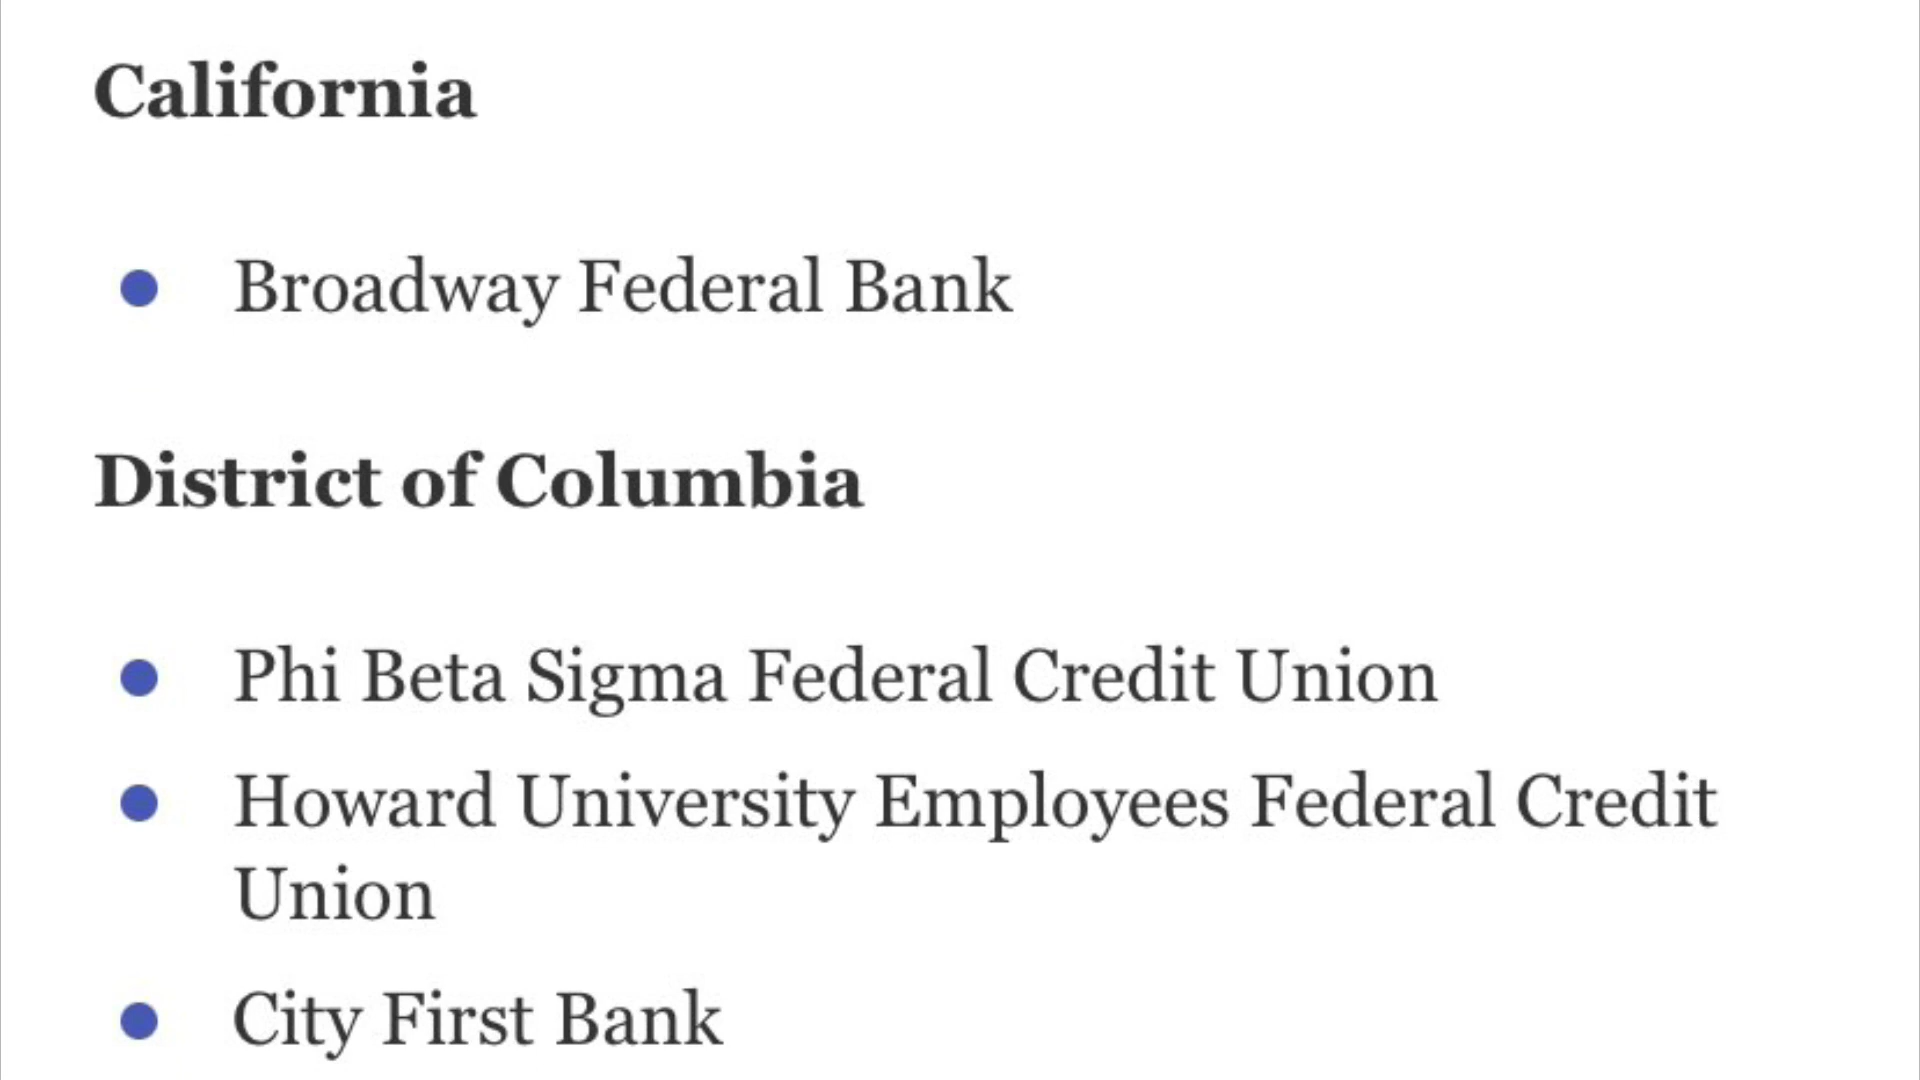 California
Broadway Federal Bank
District of Columbia
Phi Beta Sigma Federal Credit Union
Howard University Employees Federal Credit
Union
City First Bank